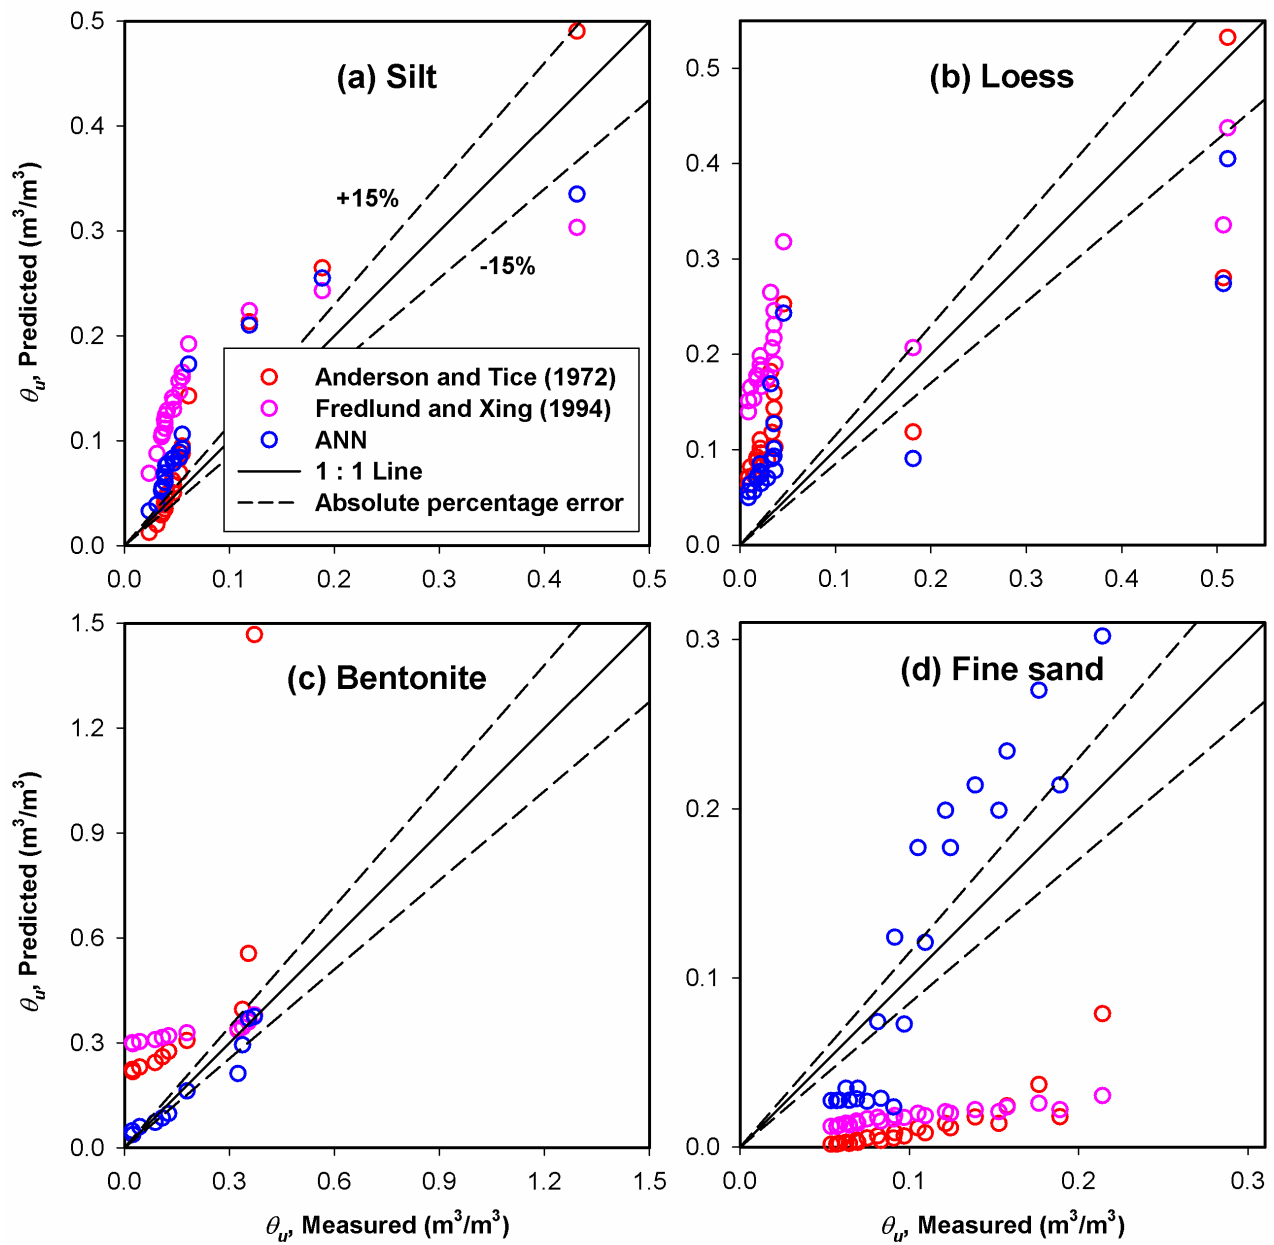 (a) Silt
0.5
0.4
0.3
0.2
0.1
0.0
θu, Predicted (m³/m³)
+15%
-15%
Anderson and Tice (1972)
Fredlund and Xing (1994)
ANN
1 : 1 Line
Absolute percentage error
0.0 0.1 0.2 0.3 0.4 0.5
(b) Loess
0.5
0.4
0.3
0.2
0.1
0.0
0.0 0.1 0.2 0.3 0.4 0.5
(c) Bentonite
1.5
1.2
0.9
0.6
0.3
0.0
θu, Predicted (m³/m³)
0.0 0.3 0.6 0.9 1.2 1.5
θu, Measured (m³/m³)
(d) Fine sand
0.3
0.2
0.1
0.0
0.0 0.1 0.2 0.3
θu, Measured (m³/m³)